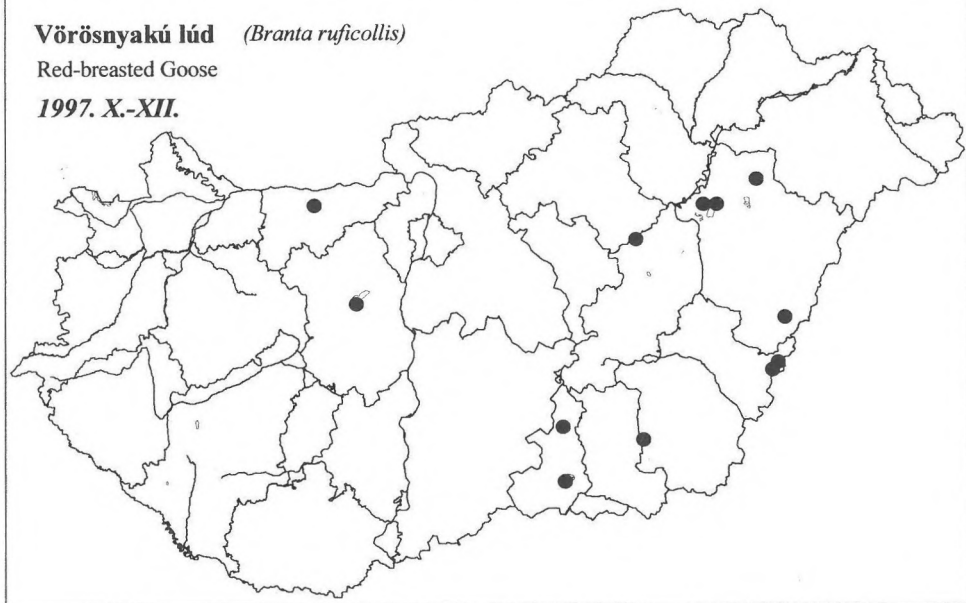 Vörösnyakú lúd (Branta ruficollis)
Red-breasted Goose
1997. X.-XII.